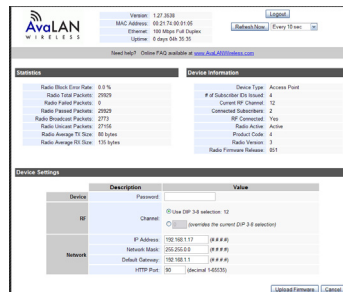 AvaLAN
WIRELESS
Version: 1.27.3538
MAC Address: 00:21:74:00:01:05
Ethernet: 100 Mbps Full Duplex
Uptime: 0 days 64h 35:35
Logout
Refresh Now
Every 10 sec
Need help? Online FAQ available at www.AvaLANWireless.com
Statistics
Radio Block Error Rate: 0.0 %
Radio Total Packets: 29929
Radio Failed Packets: 0
Radio Passed Packets: 29929
Radio Broadcast Packets: 2773
Radio Unicast Packets: 27156
Radio Average TX Size: 80 bytes
Radio Average RX Size: 135 bytes
Device Information
Device Type: Access Point
# of Subscriber IDs Issued: 4
Current RF Channel: 12
Connected Subscribers: 2
RF Connected: Yes
Radio Active: Active
Product Code: 4
Radio Version: 3
Radio Firmware Release: 851
Device Settings
Description Value
Device Password:
RF Channel: Use DIP 3-8 selection: 12
(overrides the current DIP 3-8 selection)
Network
IP Address: 192.168.1.17 (#.#.#.#)
Network Mask: 255.255.0.0 (#.#.#.#)
Default Gateway: 192.168.1.1 (#.#.#.#)
HTTP Port: 80 (decimal 1-65535)
Upload Firmware Cancel